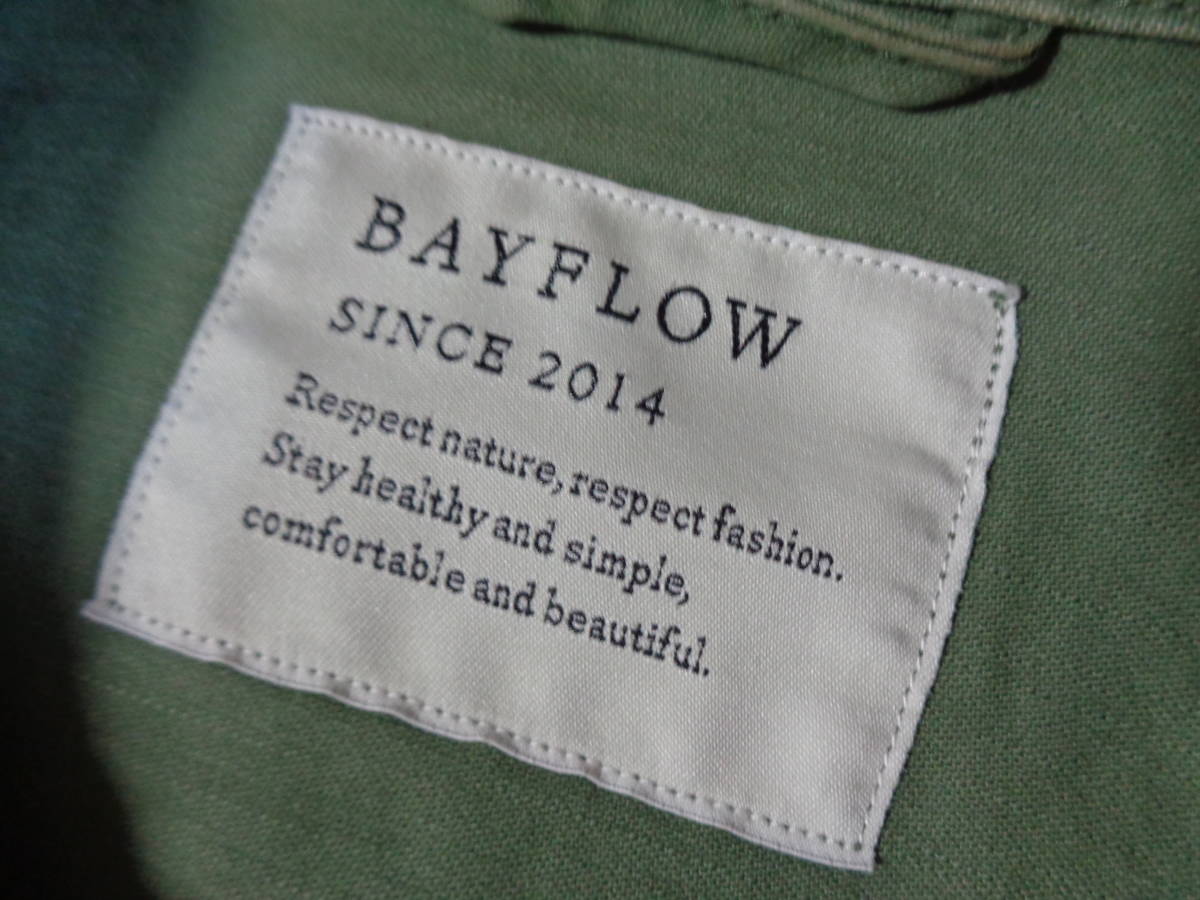 BAYFLOW
SINCE 2014
Respect nature, respect fashion.
Stay healthy and simple,
comfortable and beautiful.